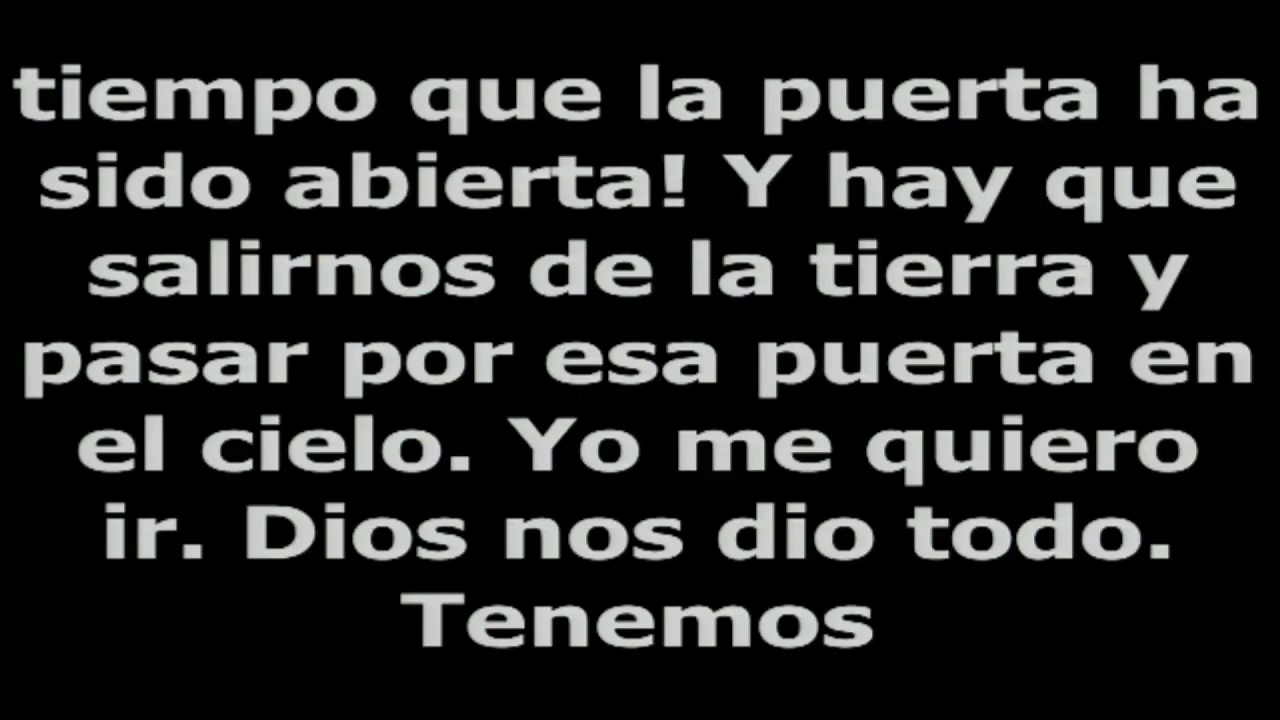 tiempo que la puerta ha
sido abierta! Y hay que
salirnos de la tierra y
pasar por esa puerta en
el cielo. Yo me quiero
ir. Dios nos dio todo.
Tenemos